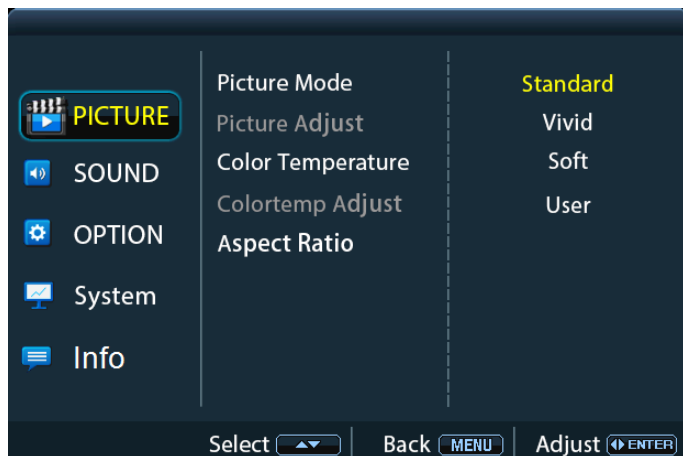 PICTURE
SOUND
OPTION
System
Info
Picture Mode
Picture Adjust
Color Temperature
Colortemp Adjust
Aspect Ratio
Standard
Vivid
Soft
User
Select
Back MENU
Adjust ENTER